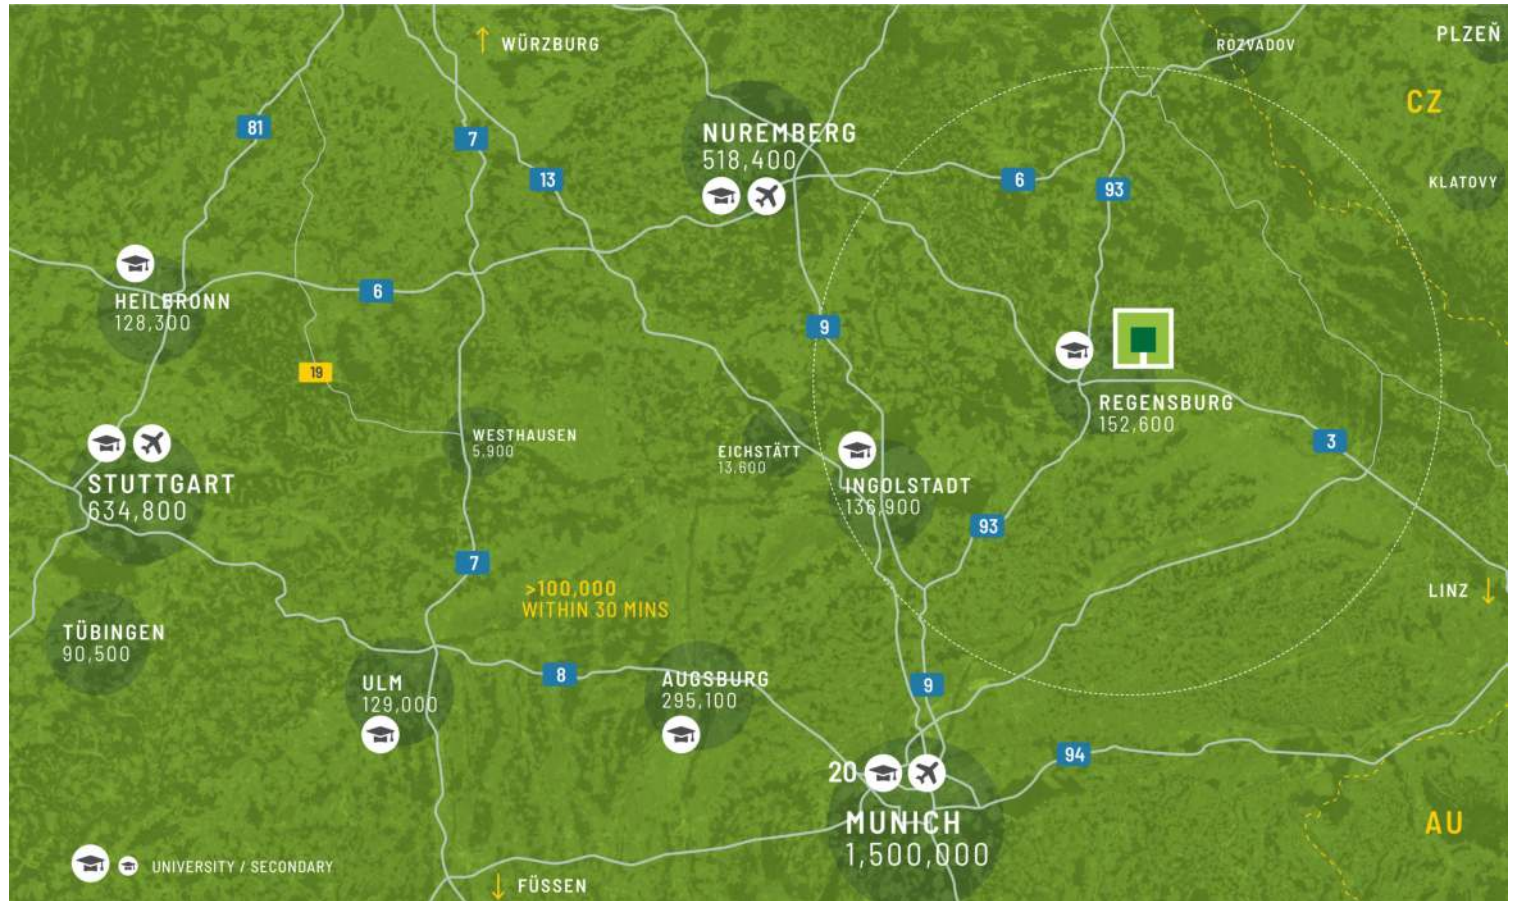 WÜRZBURG
ROZVADOV
PLZEŇ
CZ
81
7
13
NUREMBERG
518,400
6
93
KLATOVY
HEILBRONN
128,300
6
9
19
REGENSBURG
152,600
WESTHAUSEN
5.900
EICHSTÄTT
13.600
3
STUTTGART
634,800
INGOLSTADT
136,900
93
7
>100,000
WITHIN 30 MINS
LINZ
TÜBINGEN
90,500
ULM
129,000
8
AUGSBURG
295,100
9
94
20
MUNICH
1,500,000
AU
UNIVERSITY / SECONDARY
FÜSSEN